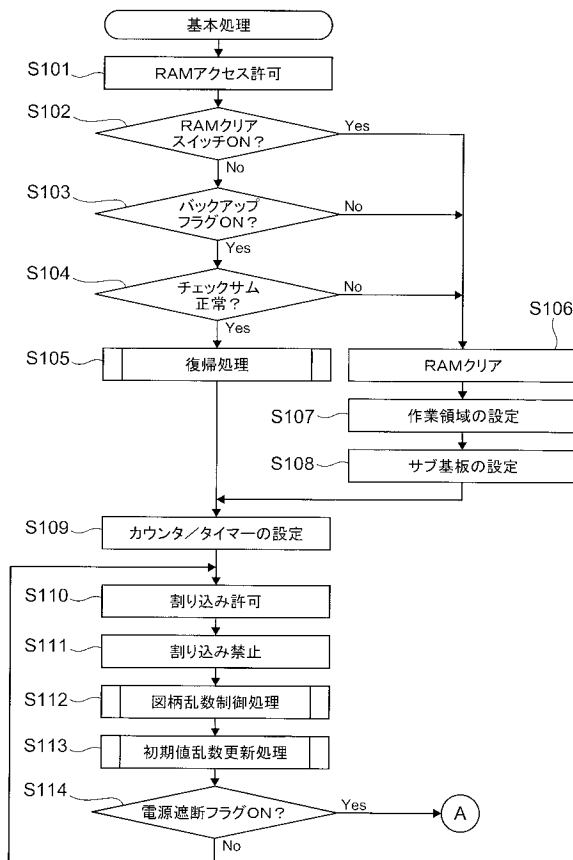 基本処理
S101
RAMアクセス許可
S102
RAMクリア
スイッチON?
Yes
No
S103
バックアップ
フラグON?
No
Yes
S104
チェックサム
正常?
No
Yes
S105
復帰処理
S106
RAMクリア
S107
作業領域の設定
S108
サブ基板の設定
S109
カウンタ/タイマーの設定
S110
割り込み許可
S111
割り込み禁止
S112
図柄乱数制御処理
S113
初期値乱数更新処理
S114
電源遮断フラグON?
Yes
A
No